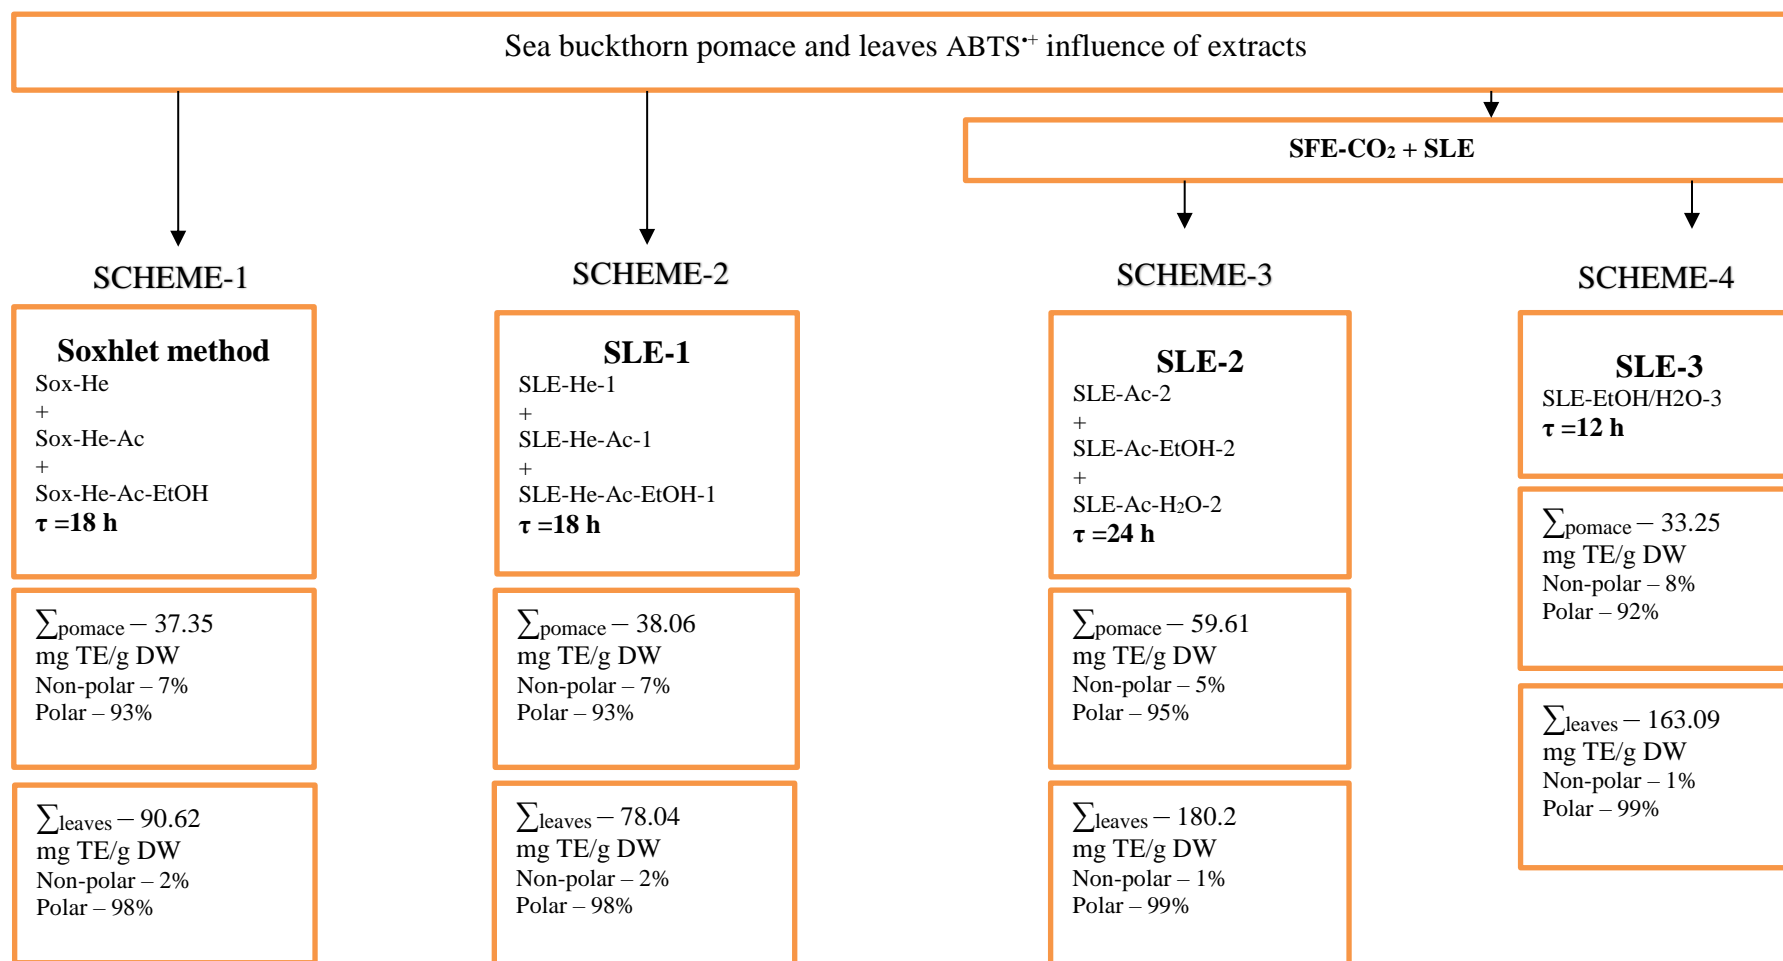 Sea buckthorn pomace and leaves ABTS•+ influence of extracts
SFE-CO₂ + SLE
SCHEME-1
Soxhlet method
Sox-He
+
Sox-He-Ac
+
Sox-He-Ac-EtOH
τ =18 h
∑pomace – 37.35
mg TE/g DW
Non-polar – 7%
Polar – 93%
∑leaves – 90.62
mg TE/g DW
Non-polar – 2%
Polar – 98%
SCHEME-2
SLE-1
SLE-He-1
+
SLE-He-Ac-1
+
SLE-He-Ac-EtOH-1
τ =18 h
∑pomace – 38.06
mg TE/g DW
Non-polar – 7%
Polar – 93%
∑leaves – 78.04
mg TE/g DW
Non-polar – 2%
Polar – 98%
SCHEME-3
SLE-2
SLE-Ac-2
+
SLE-Ac-EtOH-2
+
SLE-Ac-H₂O-2
τ =24 h
∑pomace – 59.61
mg TE/g DW
Non-polar – 5%
Polar – 95%
∑leaves – 180.2
mg TE/g DW
Non-polar – 1%
Polar – 99%
SCHEME-4
SLE-3
SLE-EtOH/H2O-3
τ =12 h
∑pomace – 33.25
mg TE/g DW
Non-polar – 8%
Polar – 92%
∑leaves – 163.09
mg TE/g DW
Non-polar – 1%
Polar – 99%